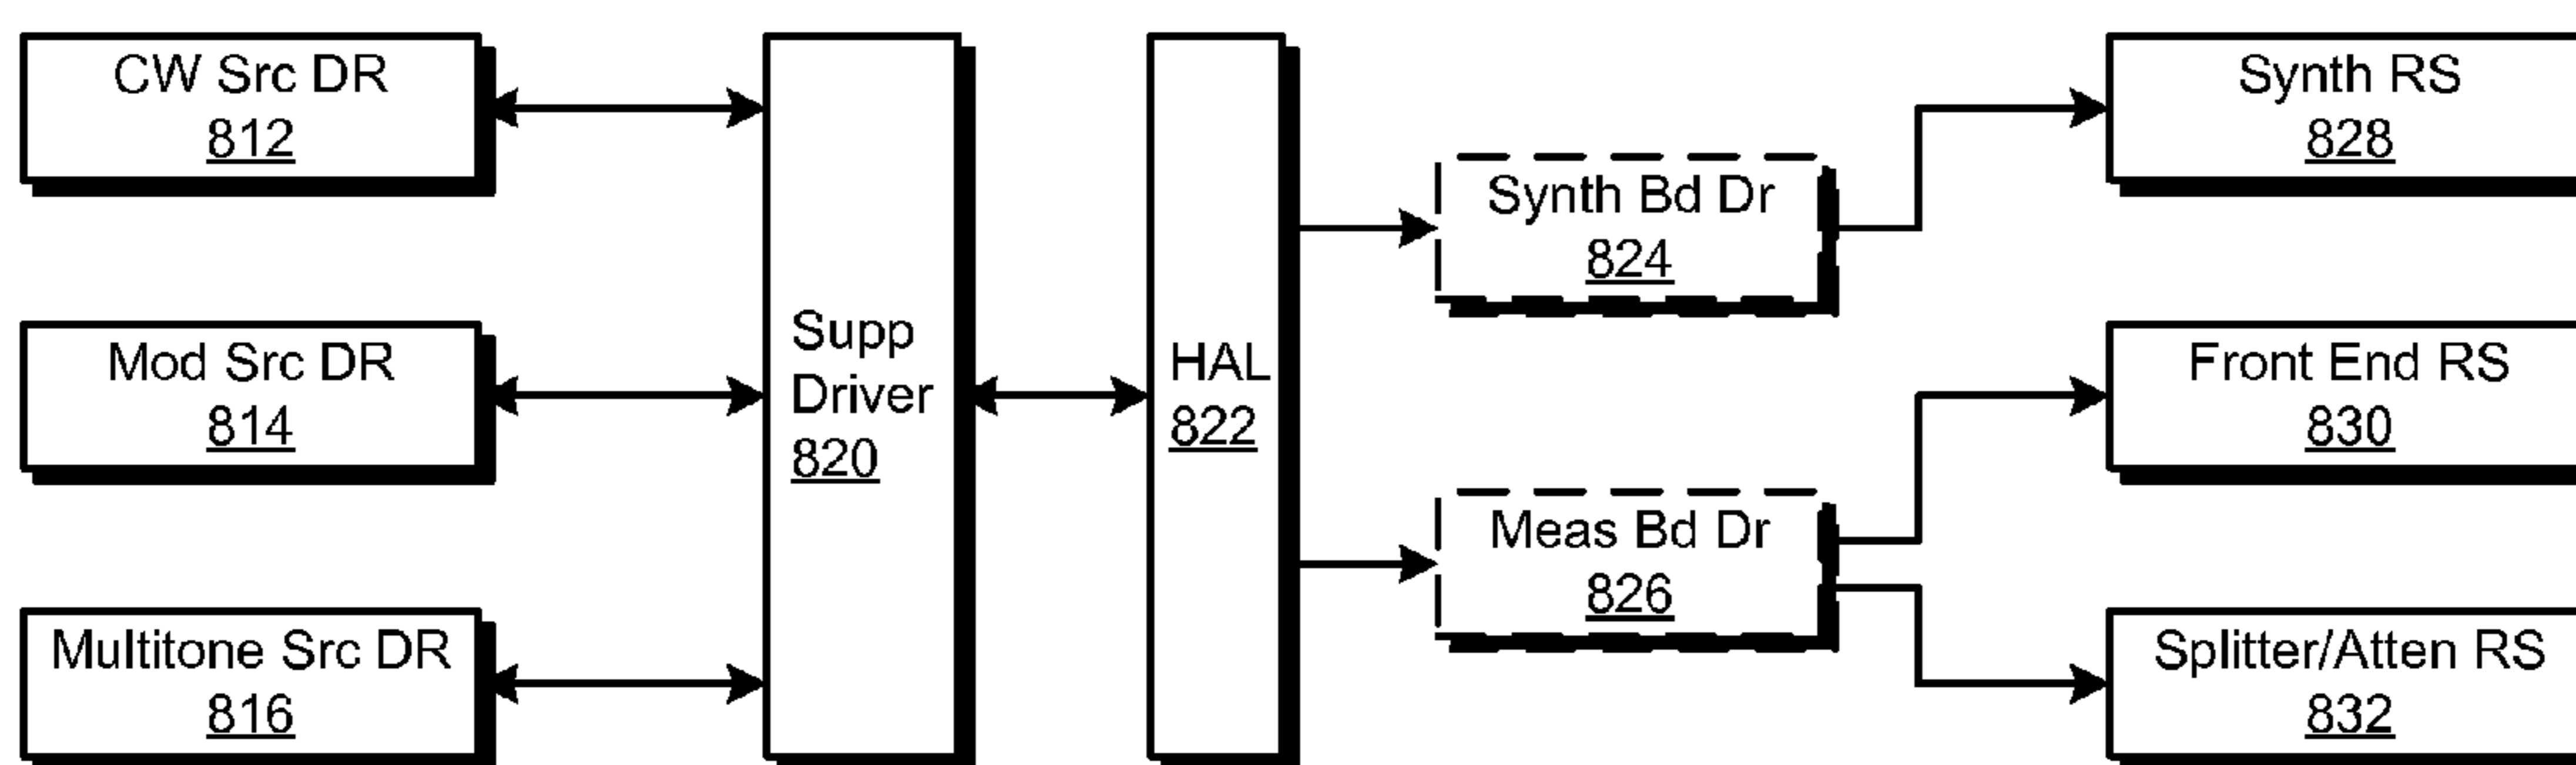 CW Src DR
812
Mod Src DR
814
Multitone Src DR
816
Supp
Driver
820
HAL
822
Synth Bd Dr
824
Meas Bd Dr
826
Synth RS
828
Front End RS
830
Splitter/Atten RS
832